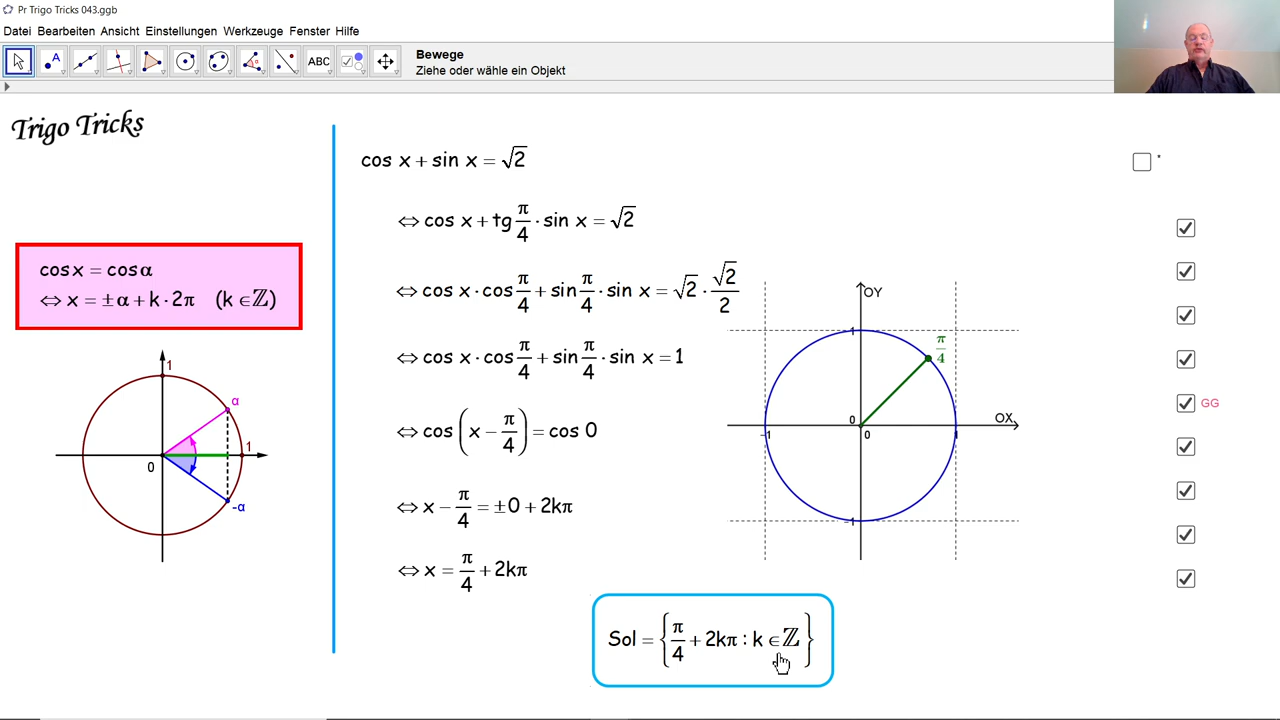 Pr Trigo Tricks 043.ggb
Datei Bearbeiten Ansicht Einstellungen Werkzeuge Fenster Hilfe
A
ABC
Bewege
Ziehe oder wähle ein Objekt
Trigo Tricks
cos x = cos α
⇔ x = ±α + k · 2π (k ∈ ℤ)
1
α
1
0
-α
cos x + sin x = √2
⇔ cos x + tg π/4 · sin x = √2
⇔ cos x · cos π/4 + sin π/4 · sin x = √2 · √2/2
⇔ cos x · cos π/4 + sin π/4 · sin x = 1
⇔ cos(x − π/4) = cos 0
⇔ x − π/4 = ±0 + 2kπ
⇔ x = π/4 + 2kπ
Sol = {π/4 + 2kπ : k ∈ ℤ}
OY
1
π/4
OX
0
-1
0
1
-1
GG